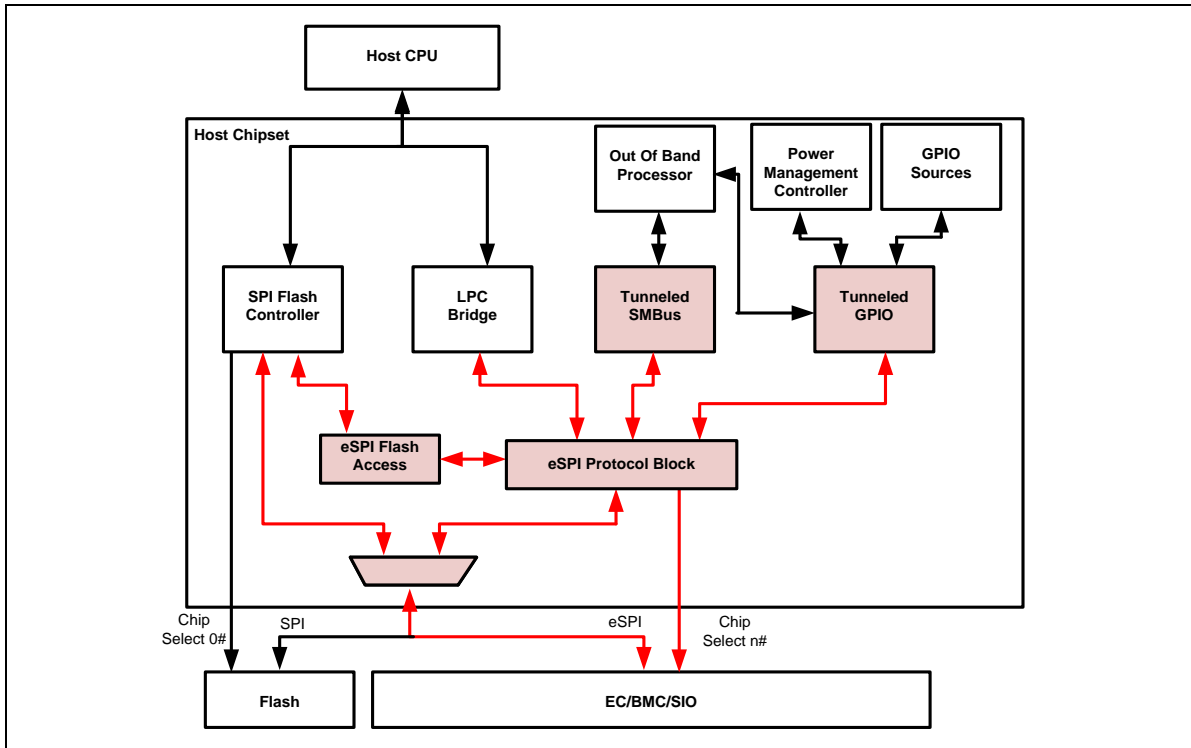 Host CPU
Host Chipset
Out Of Band
Processor
Power
Management
Controller
GPIO
Sources
SPI Flash
Controller
LPC
Bridge
Tunneled
SMBus
Tunneled
GPIO
eSPI Flash
Access
eSPI Protocol Block
Chip
Select 0#
SPI
eSPI
Chip
Select n#
Flash
EC/BMC/SIO